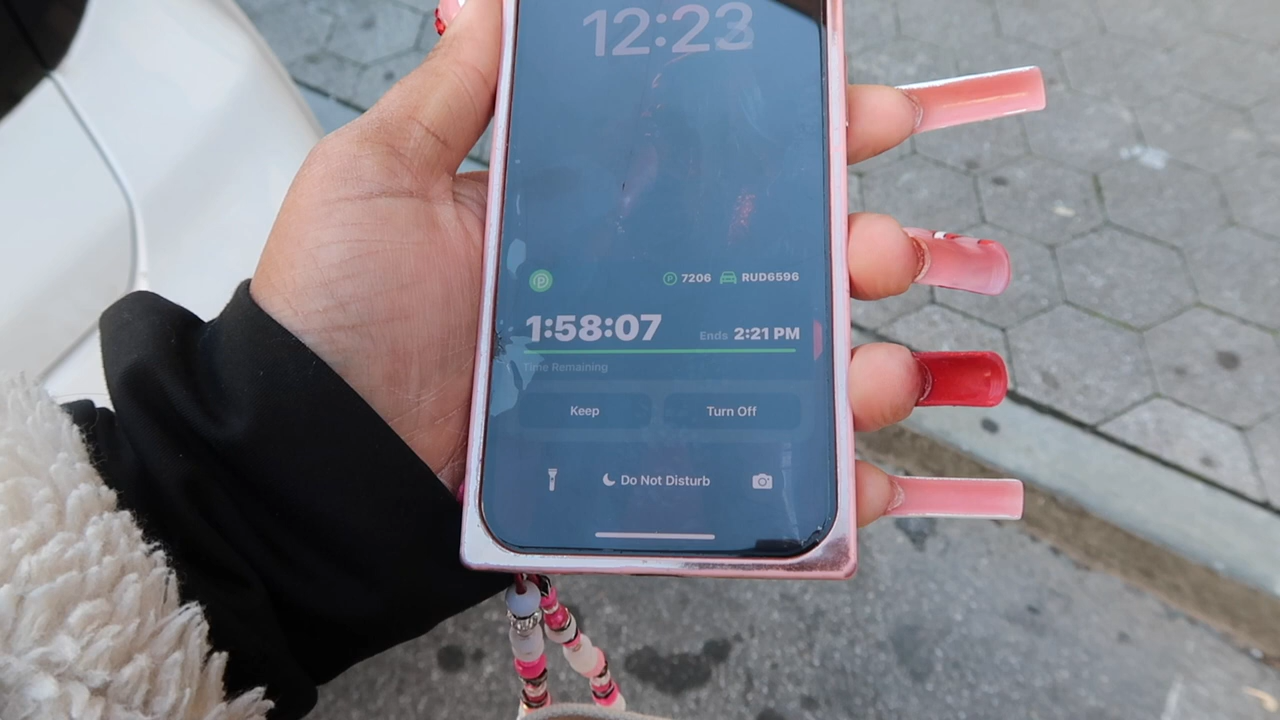 12:23
P 7206 RUD6596
1:58:07 Ends 2:21 PM
Time Remaining
Keep Turn Off
Do Not Disturb